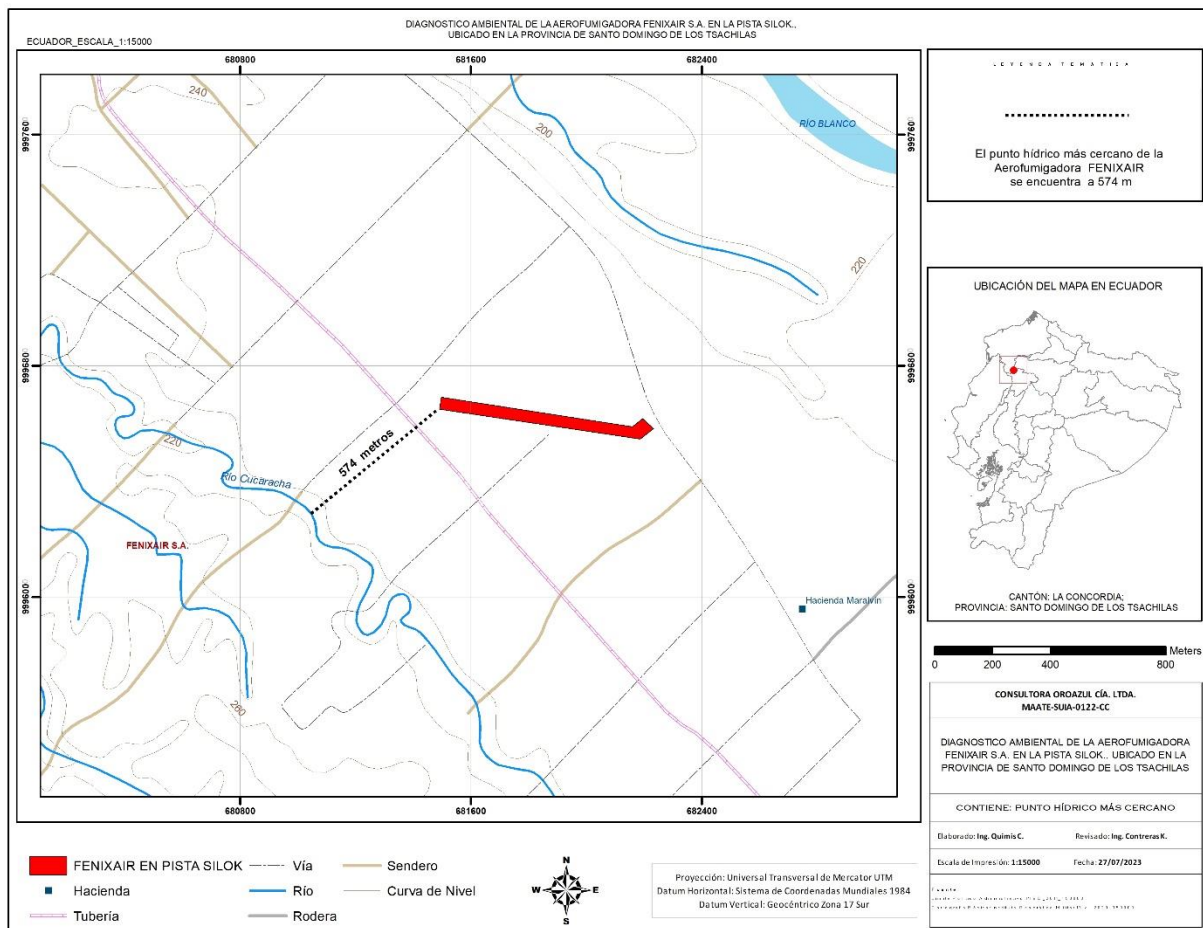 DIAGNOSTICO AMBIENTAL DE LA AEROFUMIGADORA FENIXAIR S.A. EN LA PISTA SILOK.,
UBICADO EN LA PROVINCIA DE SANTO DOMINGO DE LOS TSACHILAS
ECUADOR_ESCALA_1:15000
680800
681600
682400
240
200
RÍO BLANCO
220
220
574 metros
Río Cucaracha
FENIXAIR S.A.
Hacienda Maralvin
260
680800
681600
682400
LEYENDA TEMATICA
El punto hídrico más cercano de la
Aerofumigadora FENIXAIR
se encuentra a 574 m
UBICACIÓN DEL MAPA EN ECUADOR
CANTÓN: LA CONCORDIA;
PROVINCIA: SANTO DOMINGO DE LOS TSACHILAS
Meters
0 200 400 800
CONSULTORA OROAZUL CÍA. LTDA.
MAATE-SUIA-0122-CC
DIAGNOSTICO AMBIENTAL DE LA AEROFUMIGADORA
FENIXAIR S.A. EN LA PISTA SILOK., UBICADO EN LA
PROVINCIA DE SANTO DOMINGO DE LOS TSACHILAS
CONTIENE: PUNTO HÍDRICO MÁS CERCANO
Elaborado: Ing. Quimis C. Revisado: Ing. Contreras K.
Escala de Impresión: 1:15000 Fecha: 27/07/2023
FENIXAIR EN PISTA SILOK
Vía
Sendero
Hacienda
Río
Curva de Nivel
Tubería
Rodera
N
W E
S
Proyección: Universal Transversal de Mercator UTM
Datum Horizontal: Sistema de Coordenadas Mundiales 1984
Datum Vertical: Geocéntrico Zona 17 Sur